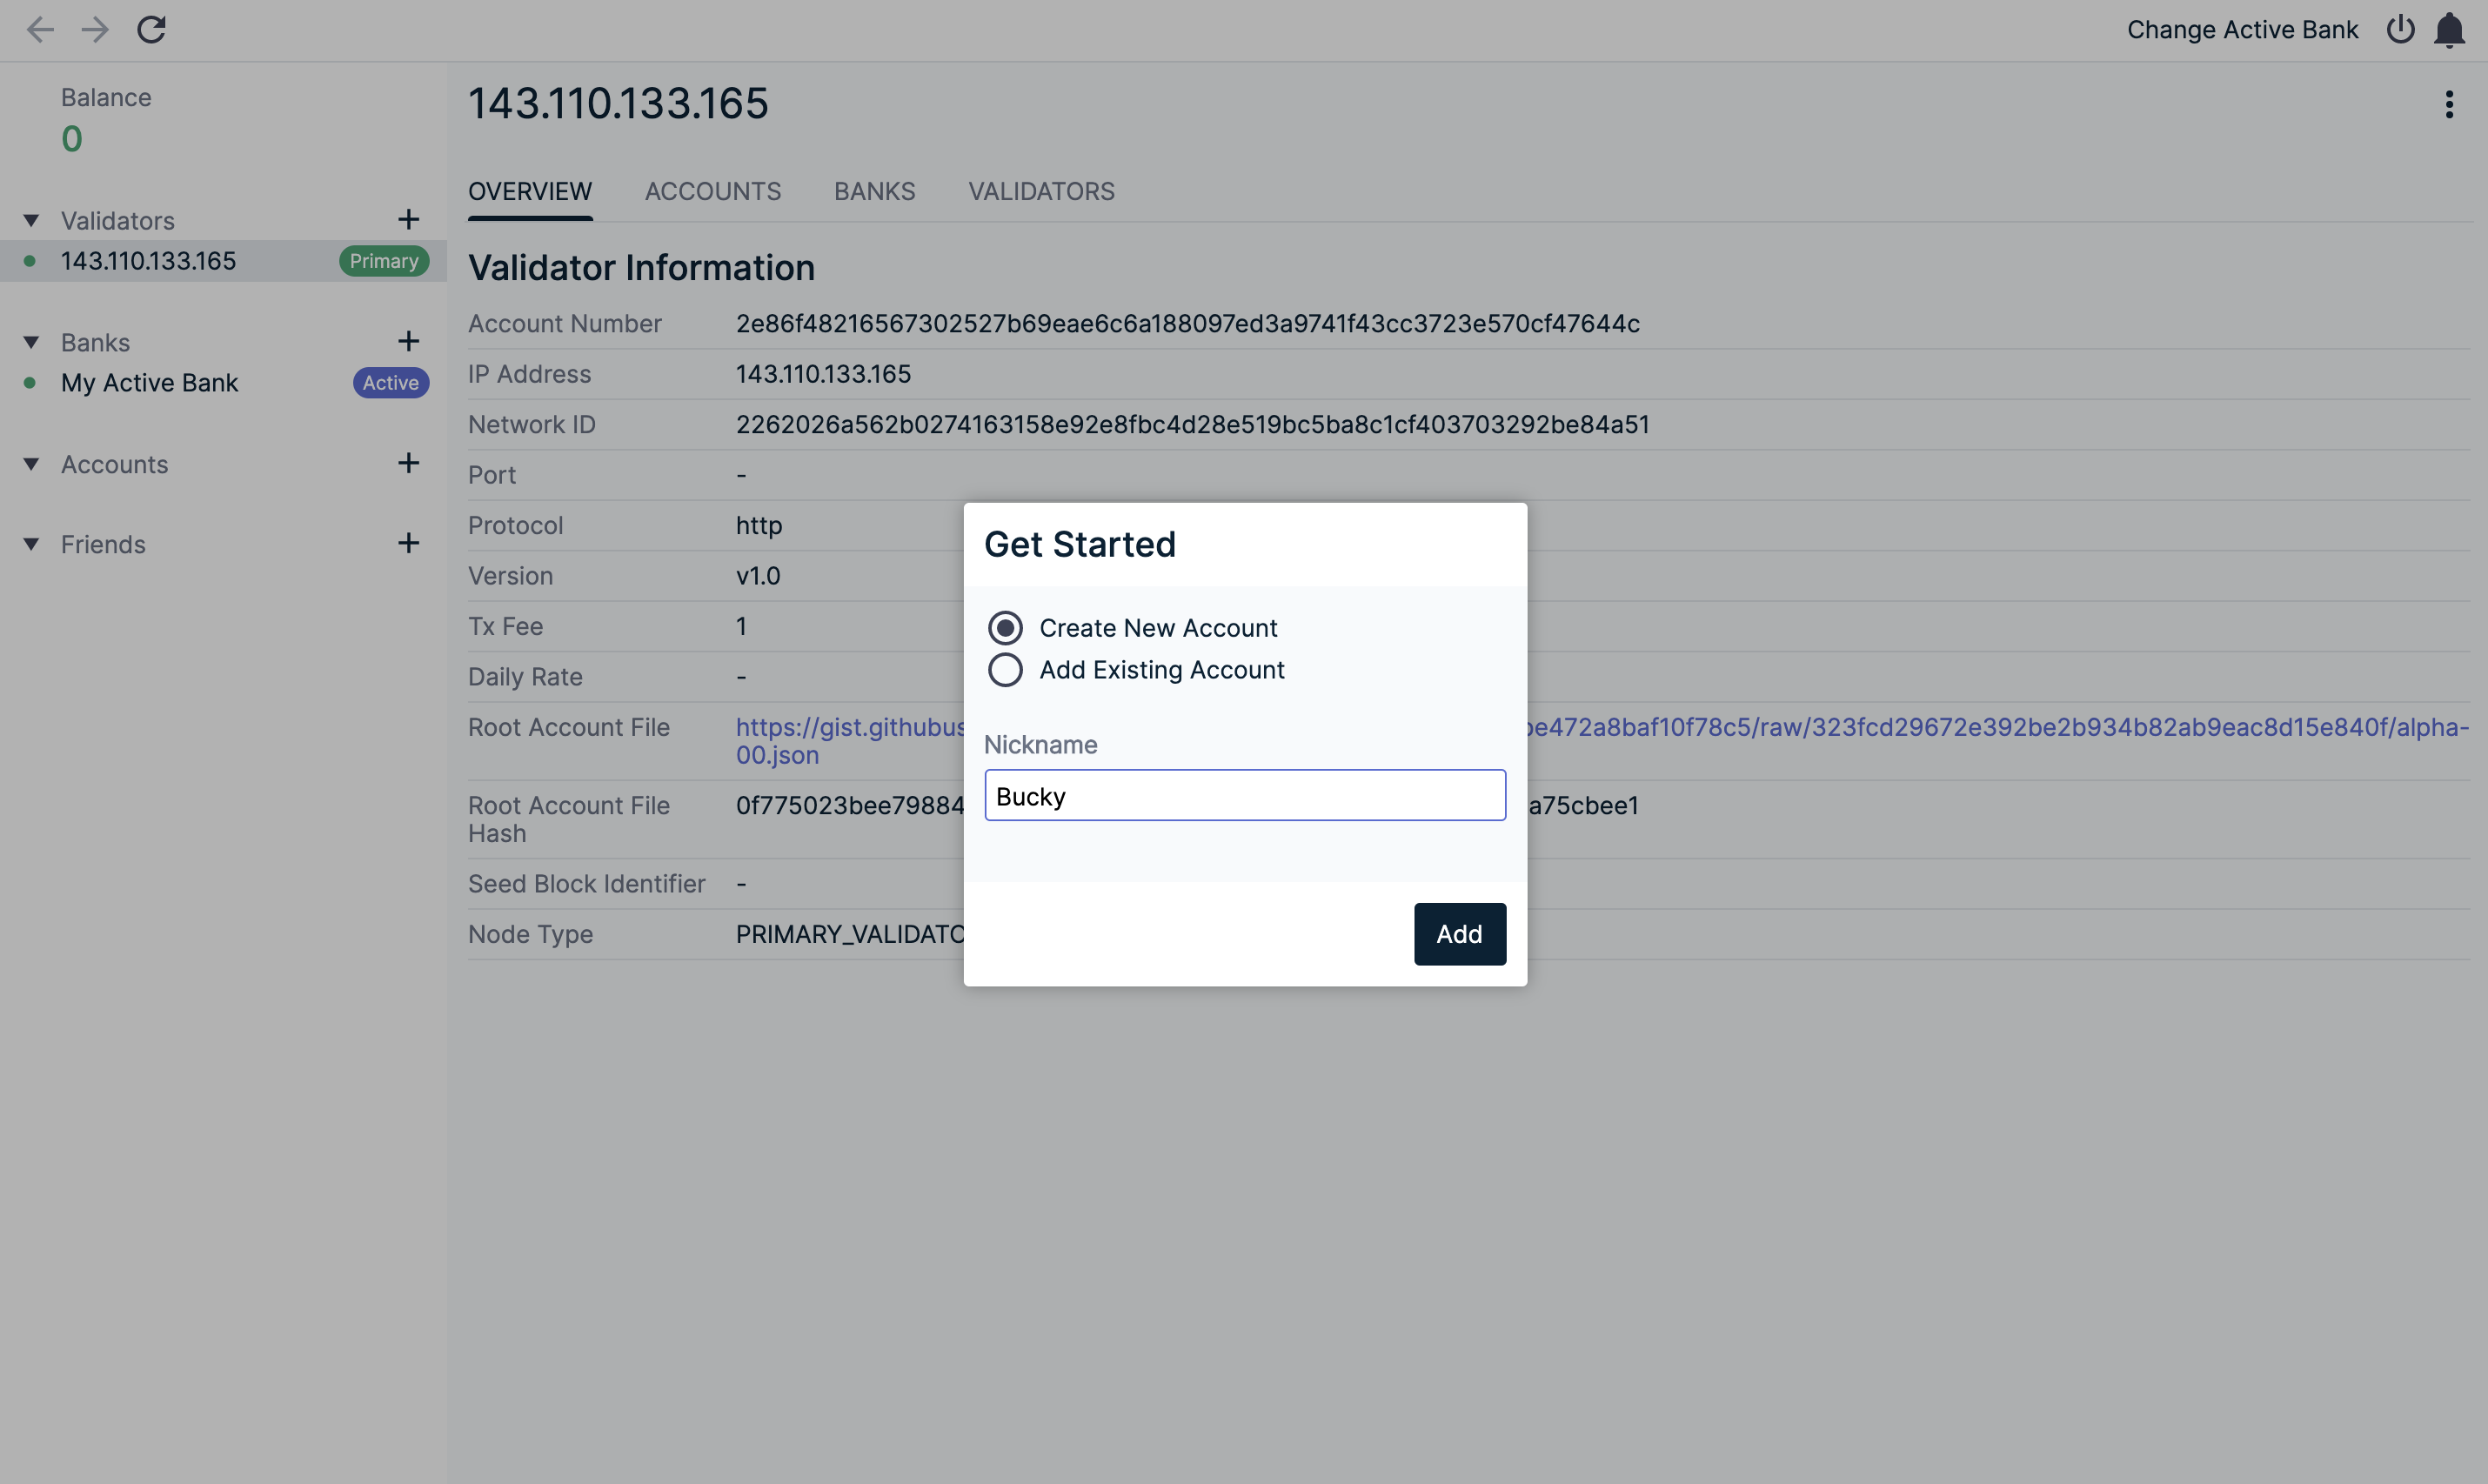 Change Active Bank
Balance
0
Validators
143.110.133.165 Primary
Banks
My Active Bank Active
Accounts
Friends
143.110.133.165
OVERVIEW ACCOUNTS BANKS VALIDATORS
Validator Information
Account Number 2e86f48216567302527b69eae6c6a188097ed3a9741f43cc3723e570cf47644c
IP Address 143.110.133.165
Network ID 2262026a562b0274163158e92e8fbc4d28e519bc5ba8c1cf403703292be84a51
Port -
Protocol http
Version v1.0
Tx Fee 1
Daily Rate -
Root Account File https://gist.githubus be472a8baf10f78c5/raw/323fcd29672e392be2b934b82ab9eac8d15e840f/alpha-
00.json
Root Account File 0f775023bee79884 a75cbee1
Hash
Seed Block Identifier -
Node Type PRIMARY_VALIDATO
Get Started
Create New Account
Add Existing Account
Nickname
Bucky
Add